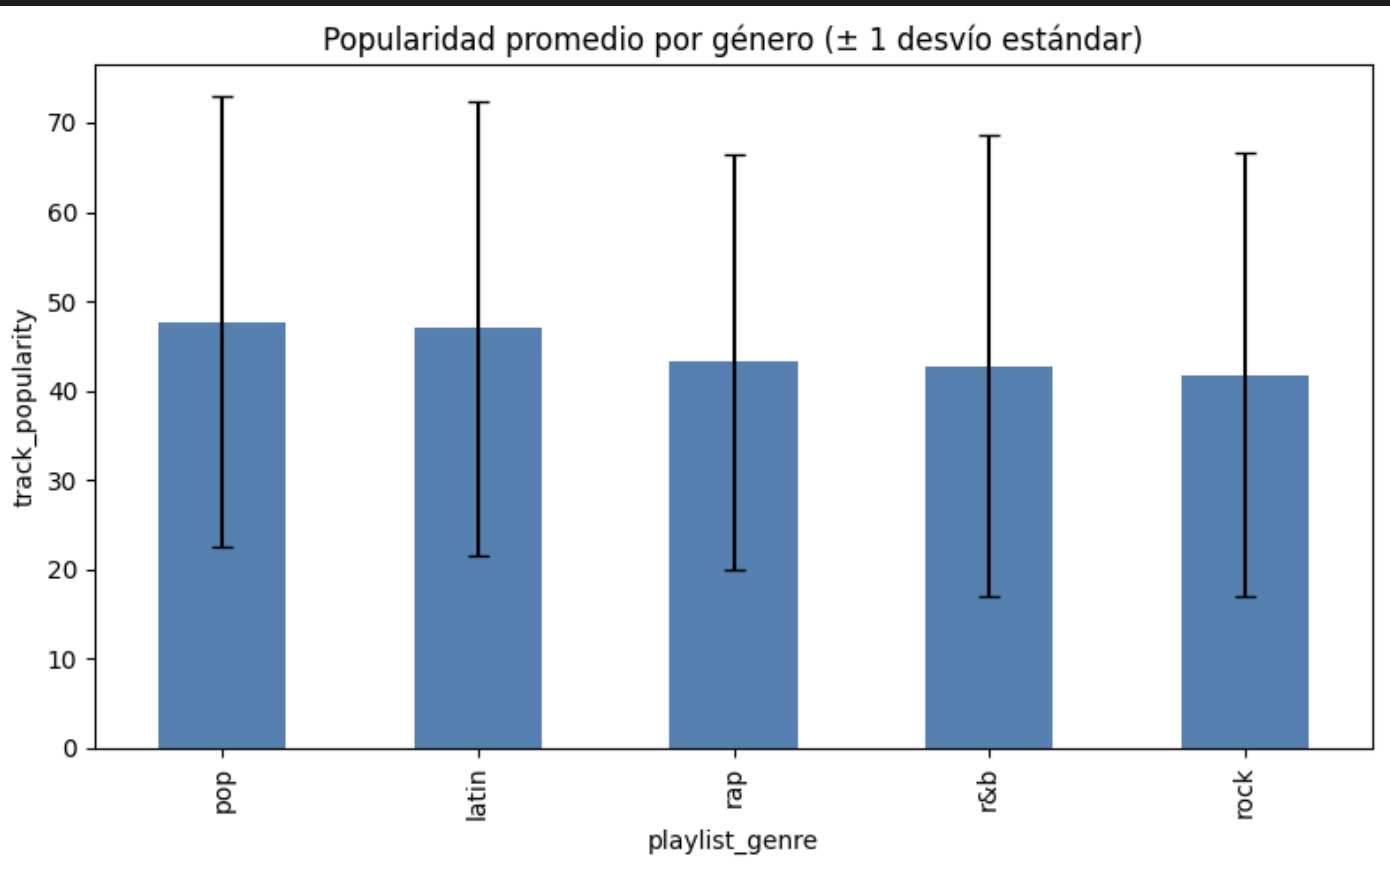 Popularidad promedio por género (± 1 desvío estándar)
track_popularity
70
60
50
40
30
20
10
0
pop
latin
rap
r&b
rock
playlist_genre